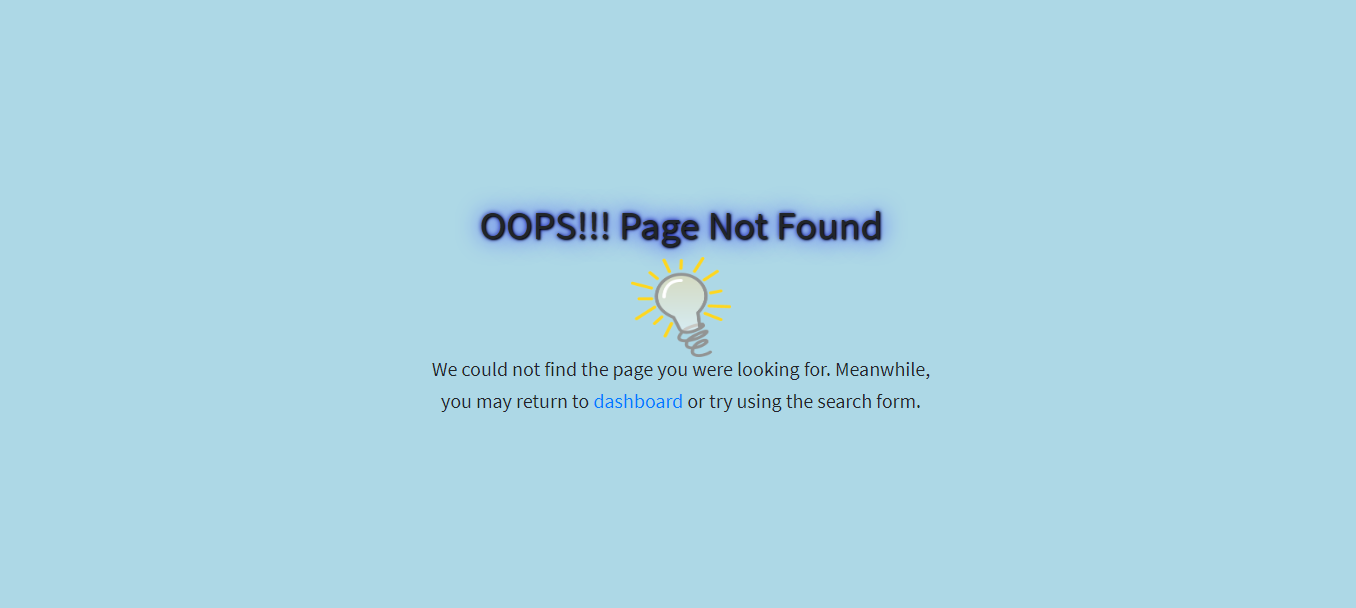 OOPS!!! Page Not Found
We could not find the page you were looking for. Meanwhile,
you may return to dashboard or try using the search form.